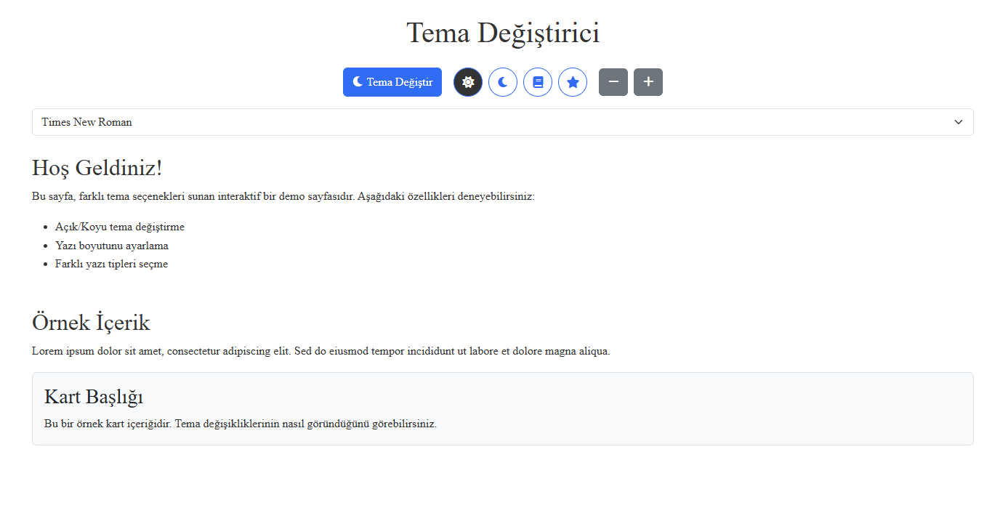 Tema Değiştirici
Tema Değiştir
Times New Roman
Hoş Geldiniz!
Bu sayfa, farklı tema seçenekleri sunan interaktif bir demo sayfasıdır. Aşağıdaki özellikleri deneyebilirsiniz:
• Açık/Koyu tema değiştirme
• Yazı boyutunu ayarlama
• Farklı yazı tipleri seçme
Örnek İçerik
Lorem ipsum dolor sit amet, consectetur adipiscing elit. Sed do eiusmod tempor incididunt ut labore et dolore magna aliqua.
Kart Başlığı
Bu bir örnek kart içeriğidir. Tema değişikliklerinin nasıl göründüğünü görebilirsiniz.